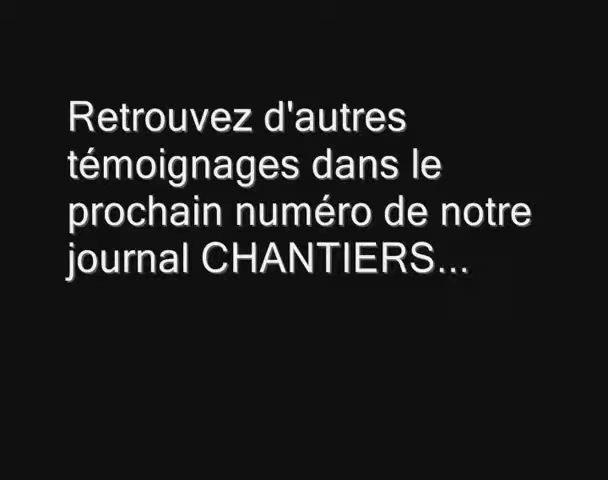 Retrouvez d'autres
témoignages dans le
prochain numéro de notre
journal CHANTIERS...